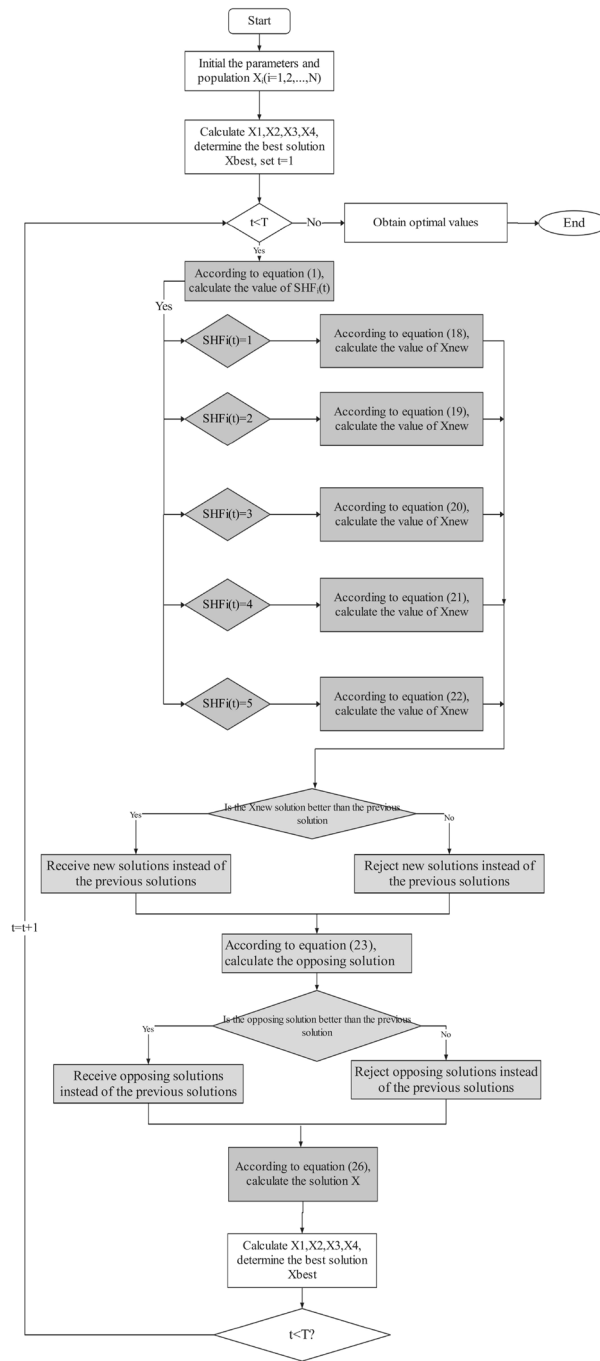 Start
Initial the parameters and
population Xi(i=1,2,...,N)
Calculate X1,X2,X3,X4,
determine the best solution
Xbest, set t=1
t<T
No
Obtain optimal values
End
Yes
According to equation (1),
calculate the value of SHFi(t)
Yes
SHFi(t)=1
According to equation (18),
calculate the value of Xnew
SHFi(t)=2
According to equation (19),
calculate the value of Xnew
SHFi(t)=3
According to equation (20),
calculate the value of Xnew
SHFi(t)=4
According to equation (21),
calculate the value of Xnew
SHFi(t)=5
According to equation (22),
calculate the value of Xnew
Is the Xnew solution better than the previous
solution
Yes
No
Receive new solutions instead of
the previous solutions
Reject new solutions instead of
the previous solutions
t=t+1
According to equation (23),
calculate the opposing solution
Is the opposing solution better than the previous
solution
Yes
No
Receive opposing solutions
instead of the previous solutions
Reject opposing solutions instead
of the previous solutions
According to equation (26),
calculate the solution X
Calculate X1,X2,X3,X4,
determine the best solution
Xbest
t<T?